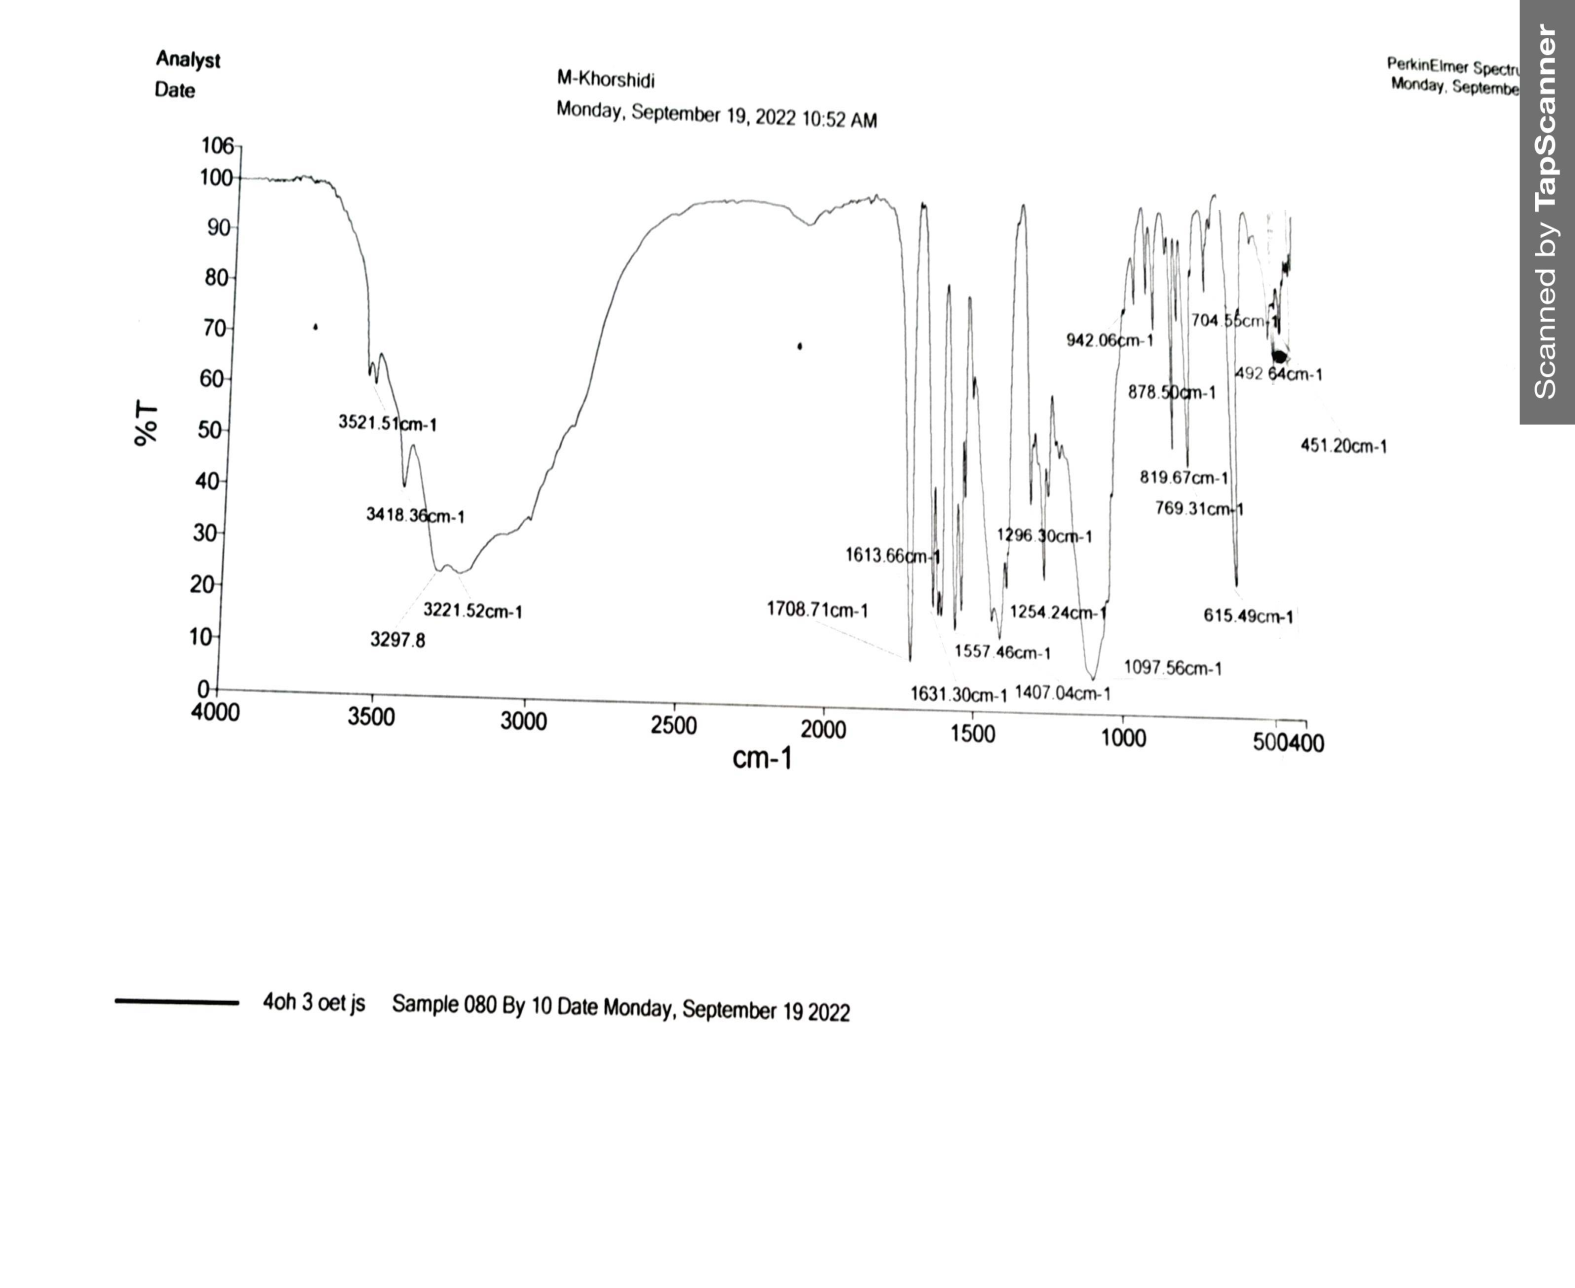 Analyst
Date
M-Khorshidi
Monday, September 19, 2022 10:52 AM
PerkinElmer
Monday,
Scanned by TapScanner
106
100
90
80
70
60
50
40
30
20
10
0
%T
4000
3500
3000
2500
2000
1500
1000
500400
cm-1
3521.51cm-1
3418.36cm-1
3221.52cm-1
3297.8
1708.71cm-1
1613.66cm-1
1631.30cm-1
1557.46cm-1
1407.04cm-1
1296.30cm-1
1254.24cm-1
1097.56cm-1
942.06cm-1
878.50cm-1
819.67cm-1
769.31cm-1
704.55cm-1
615.49cm-1
492 64cm-1
451.20cm-1
4oh 3 oet js Sample 080 By 10 Date Monday, September 19 2022